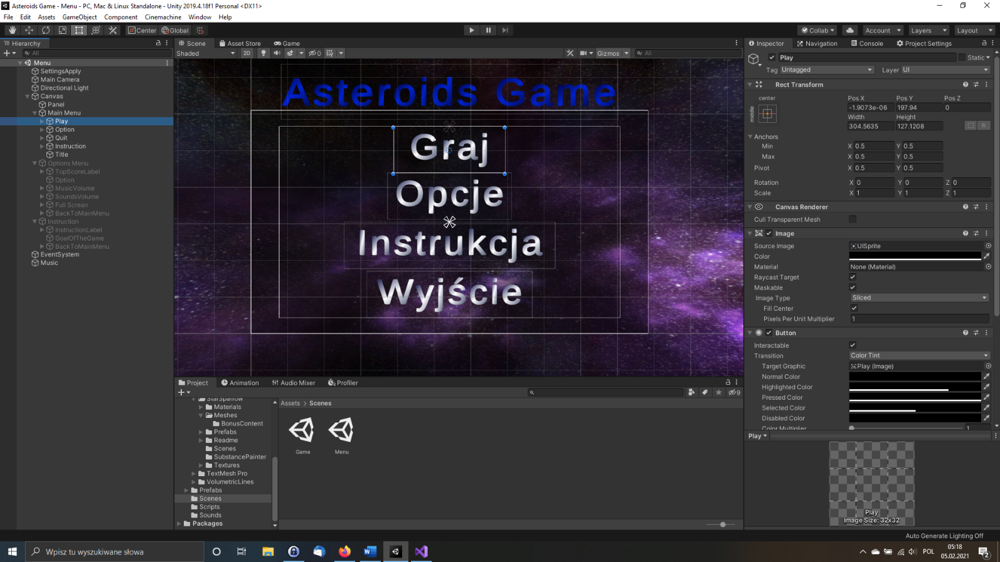 Asteroids Game - Menu - PC, Mac & Linux Standalone - Unity 2019.4.18f1 Personal <DX11>
File Edit Assets GameObject Component Cinemachine Window Help
Center Global
Collab Account Layers Layout
Hierarchy
All
Menu
SettingsApply
Main Camera
Directional Light
Canvas
Panel
Main Menu
Play
Option
Quit
Instruction
Title
Options Menu
TopScoreLabel
Option
MusicVolume
SoundsVolume
Full Screan
BackToMainMenu
Instruction
InstructionLabel
GoalOfTheGame
BackToMainMenu
EventSystem
Music
Scene Asset Store Game
Shaded 2D 0 Gizmos All
Asteroids Game
Graj
Opcje
Instrukcja
Wyjście
Project Animation Audio Mixer Profiler
9
StarSparrow
Materials
Meshes
BonusContent
Prefabs
Readme
Scenes
SubstancePainter
Textures
TextMesh Pro
VolumetricLines
Prefabs
Scenes
Scripts
Sounds
Packages
Assets > Scenes
Game Menu
Inspector Navigation Console Project Settings
Play Static
Tag Untagged Layer UI
Rect Transform
center
middle
Pos X Pos Y Pos Z
-1.9073e-06 197.94 0
Width Height
304.5635 127.1208 R
Anchors
Min X 0.5 Y 0.5
Max X 0.5 Y 0.5
Pivot X 0.5 Y 0.5
Rotation X 0 Y 0 Z 0
Scale X 1 Y 1 Z 1
Canvas Renderer
Cull Transparent Mesh
Image
Source Image UISprite
Color
Material None (Material)
Raycast Target
Maskable
Image Type Sliced
Fill Center
Pixels Per Unit Multiplier 1
Button
Interactable
Transition Color Tint
Target Graphic Play (Image)
Normal Color
Highlighted Color
Pressed Color
Selected Color
Disabled Color
Color Multiplier 1
Play
Play
Image Size: 32x32
Auto Generate Lighting Off
Wpisz tu wyszukiwane słowa
POL
05:18
05.02.2021
2